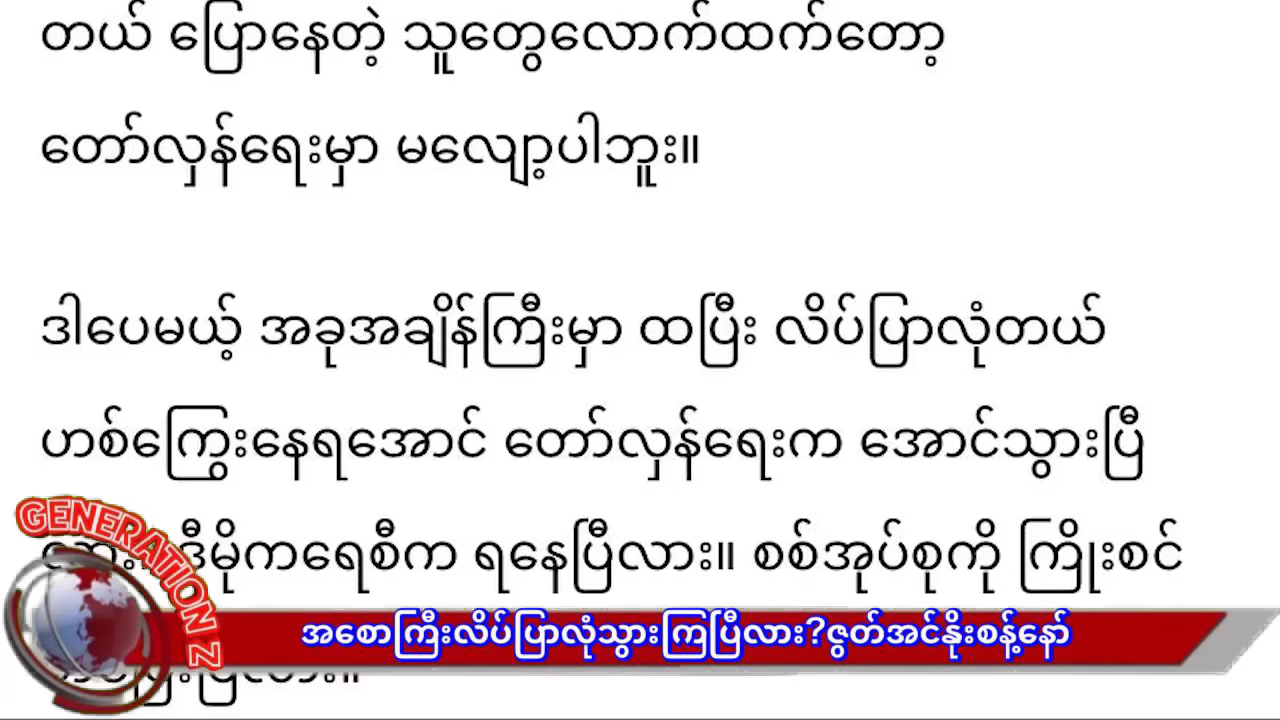 တယ် ပြောနေတဲ့ သူတွေလောက်ထက်တော့
တော်လှန်ရေးမှာ မလျော့ပါဘူး။
ဒါပေမယ့် အခုအချိန်ကြီးမှာ ထပြီး လိပ်ပြာလုံတယ်
ဟစ်ကြွေးနေရအောင် တော်လှန်ရေးက အောင်သွားပြီ
ဒီမိုကရေစီက ရနေပြီလား။ စစ်အုပ်စုကို ကြိုးစင်
GENERATION Z
အစောကြီးလိပ်ပြာလုံသွားကြပြီလား?ဇွတ်အင်နိုးစန့်နော်